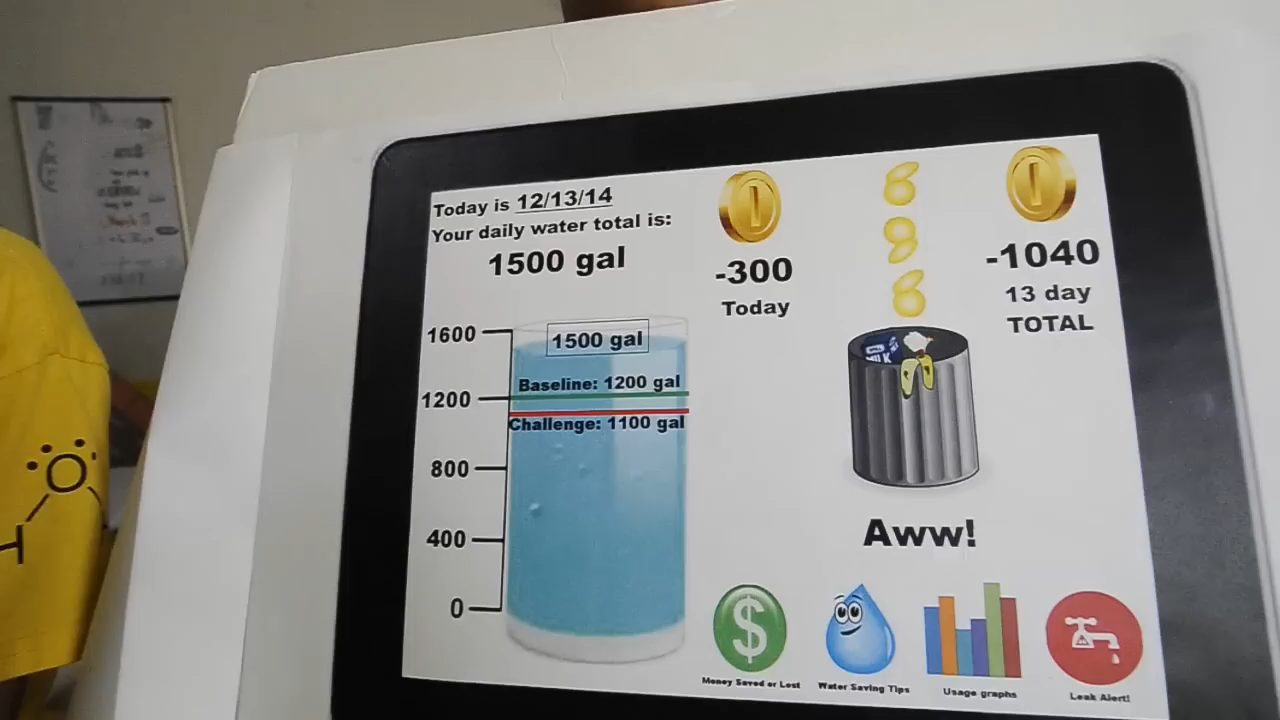 Today is 12/13/14
Your daily water total is:
1500 gal
-300
Today
-1040
13 day
TOTAL
1600
1200
800
400
0
1500 gal
Baseline: 1200 gal
Challenge: 1100 gal
MILK
Aww!
Money Saved or Lost
Water Saving Tips
Usage graphs
Leak Alert!
H
O